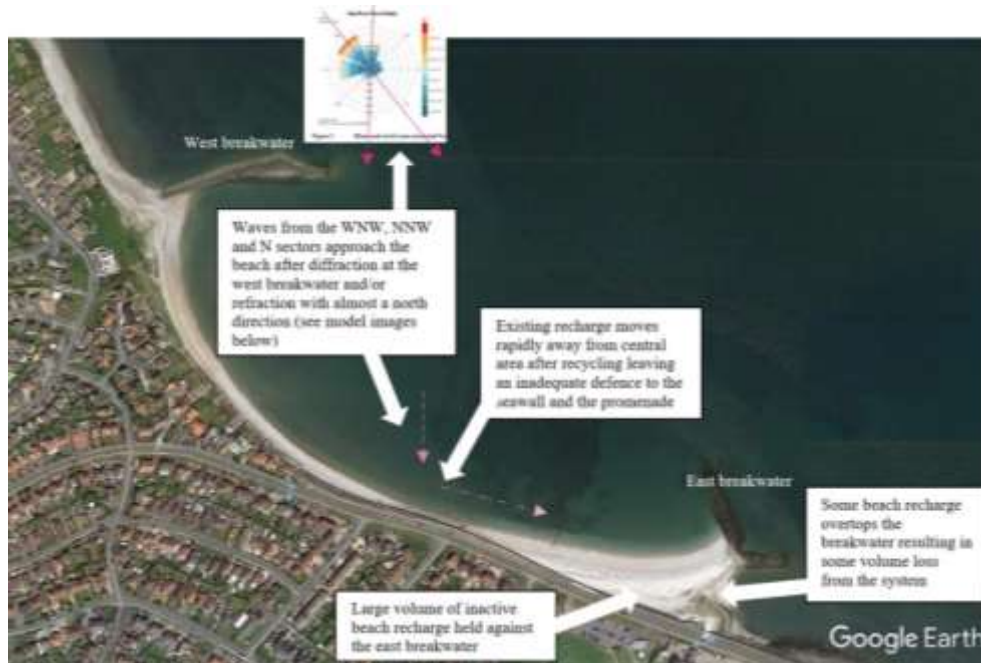 West breakwater
Waves from the WNW, NNW
and N sectors approach the
beach after diffraction at the
west breakwater and/or
refraction with almost a north
direction (see model images
below)
Existing recharge moves
rapidly away from central
area after recycling leaving
an inadequate defence to the
seawall and the promenade
East breakwater
Some beach recharge
overtops the
breakwater resulting in
some volume loss
from the system
Large volume of inactive
beach recharge held against
the east breakwater
Google Earth